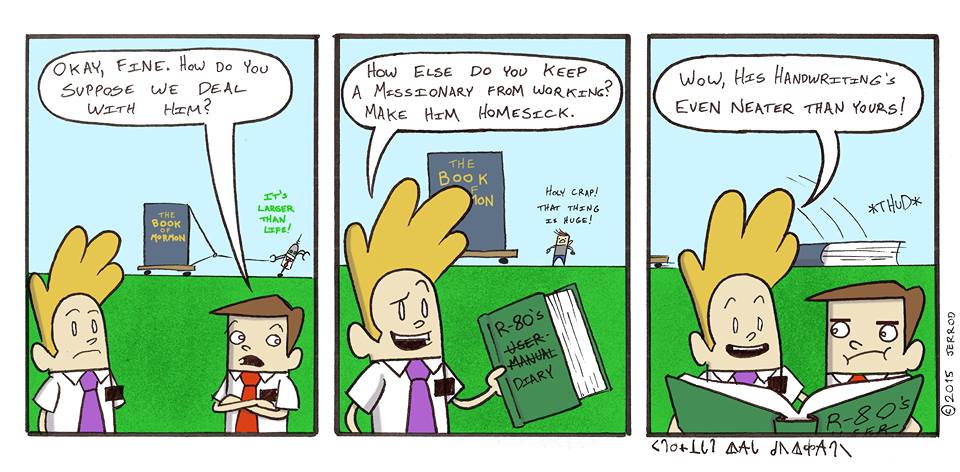 OKAY, FINE. HOW DO YOU
SUPPOSE WE DEAL
WITH HIM?
IT'S
LARGER
THAN
LIFE!
THE
BOOK
OF
MORMON
HOW ELSE DO YOU KEEP
A MISSIONARY FROM WORKING?
MAKE HIM HOMESICK.
THE
BOOK
OF
MON
HOLY CRAP!
THAT THING
IS HUGE!
R-80'S
USER
MANUAL
DIARY
WOW, HIS HANDWRITING'S
EVEN NEATER THAN YOURS!
*THUD*
R-80'S
USER
©2015 JERROD